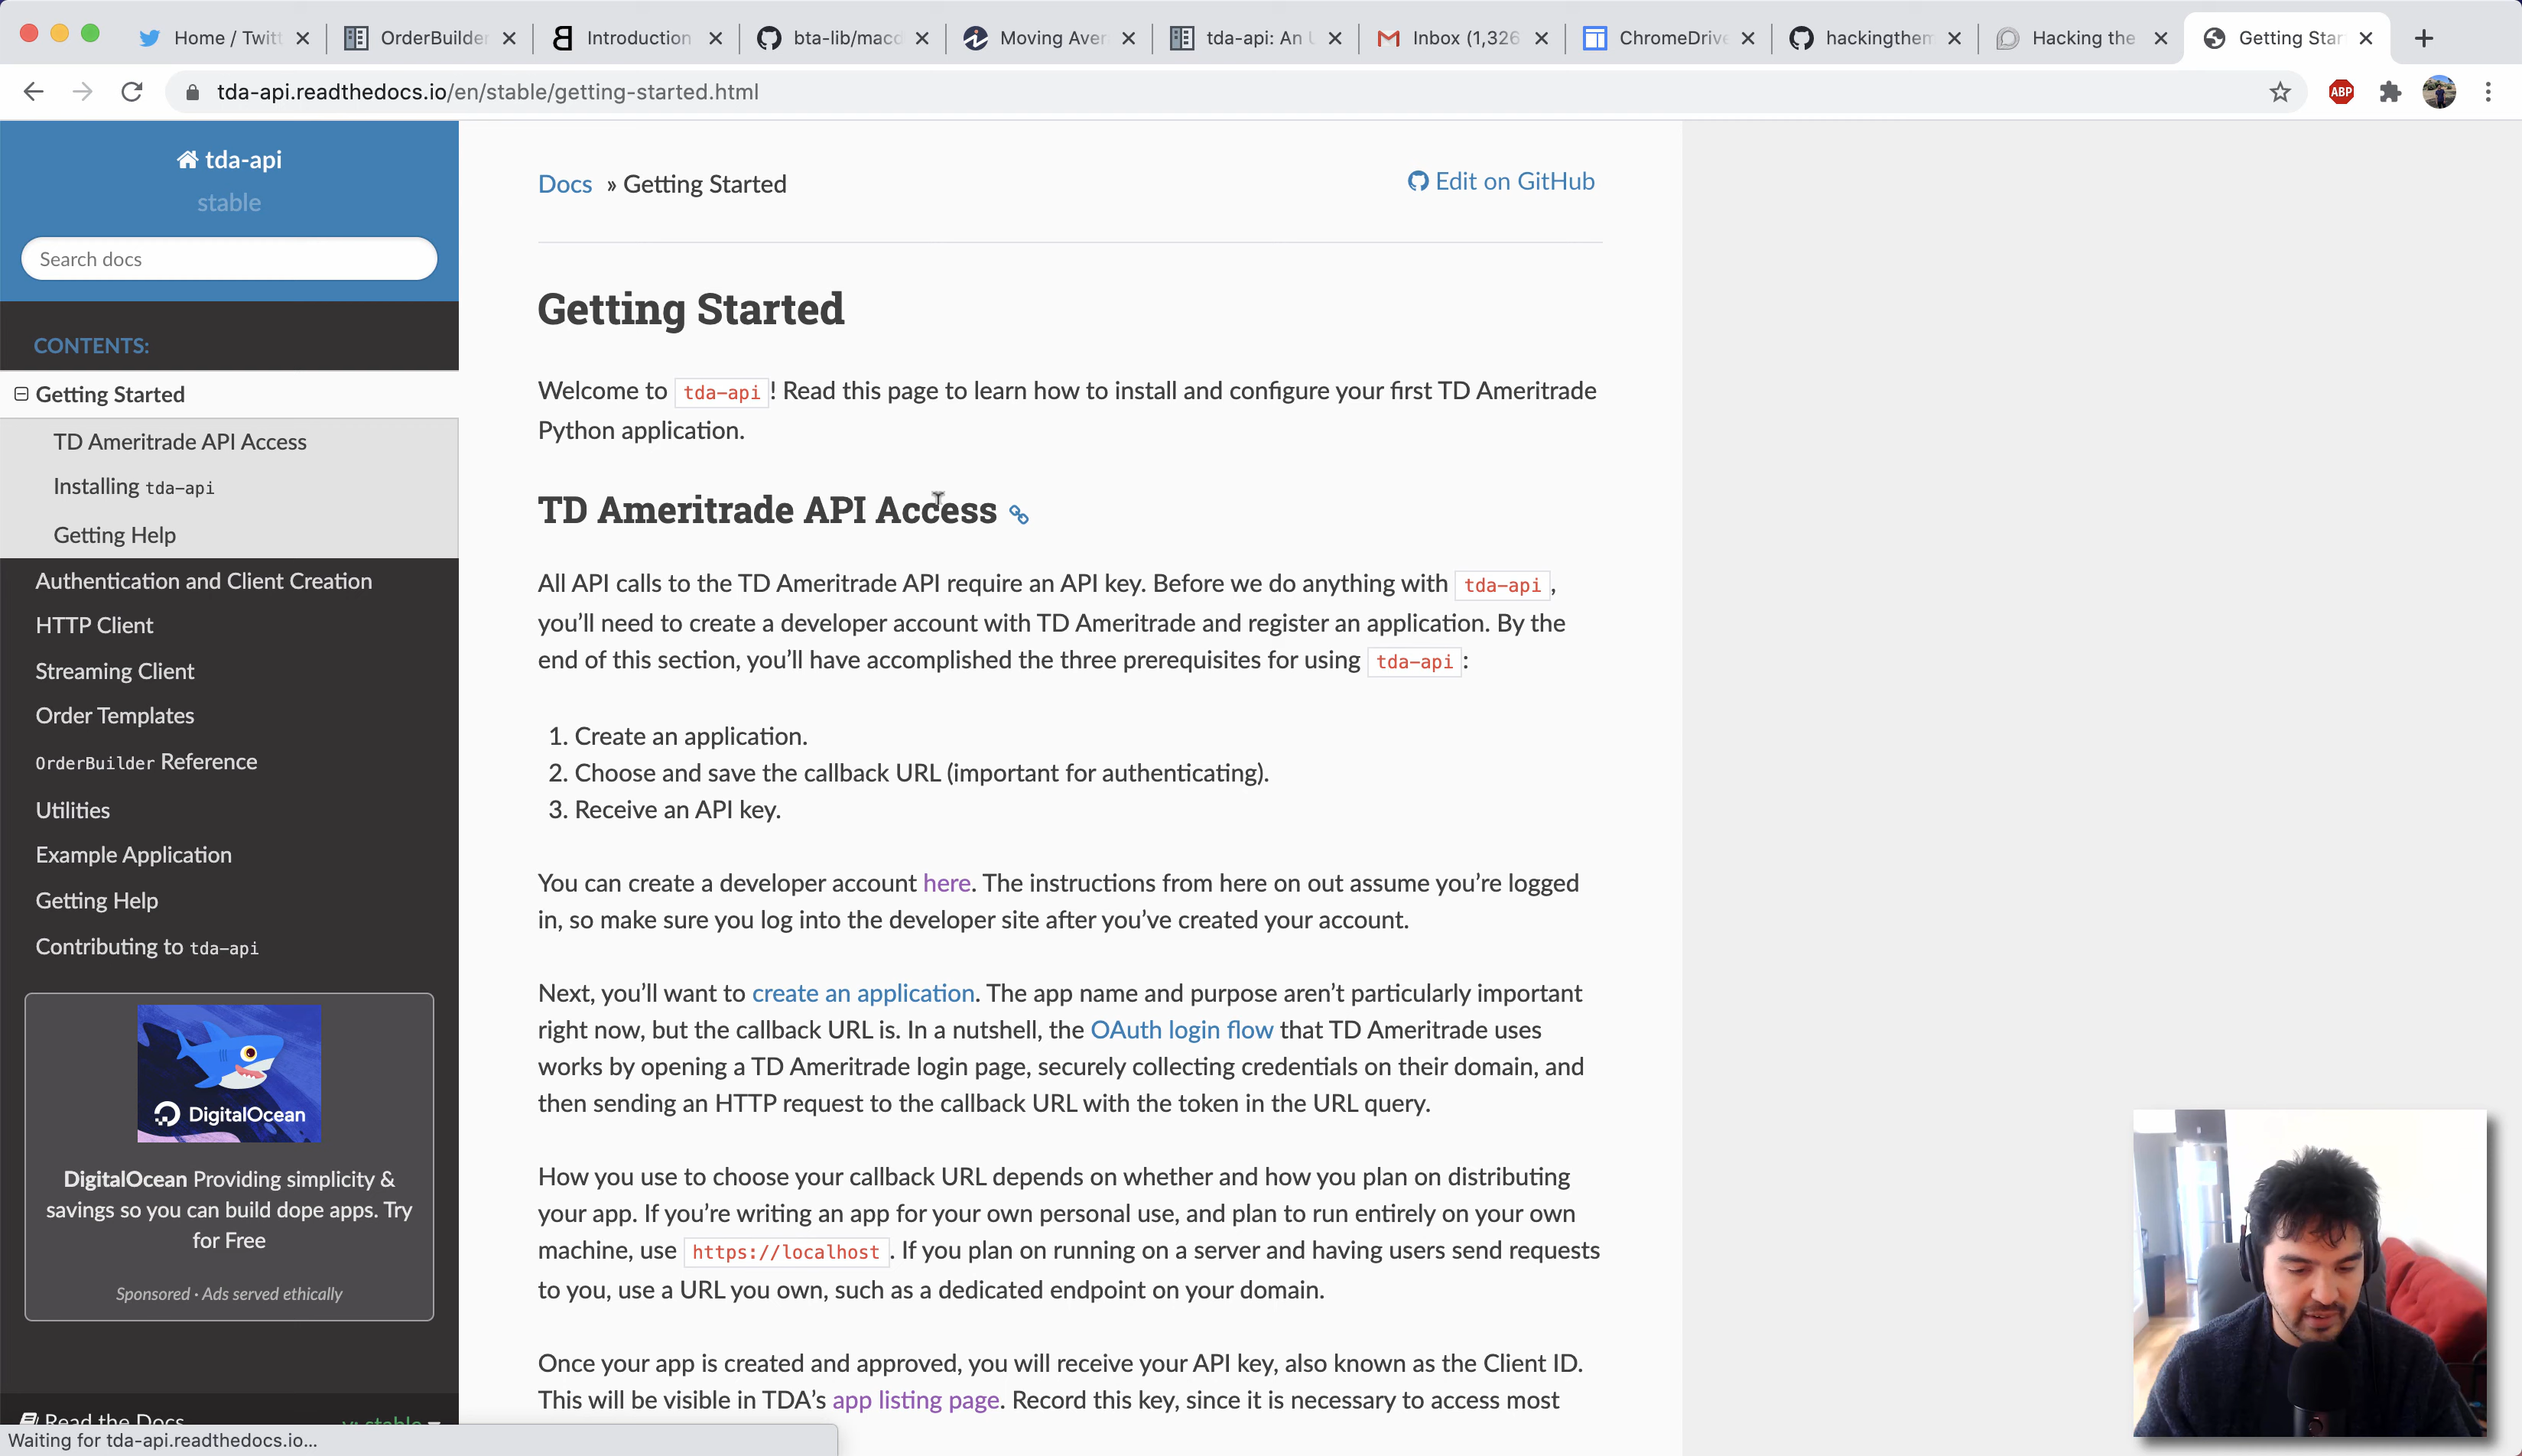 Home / Twitt
OrderBuilder
Introduction
bta-lib/macd
Moving Aver
tda-api: An U
Inbox (1,326
ChromeDrive
hackingthem
Hacking the
Getting Star
tda-api.readthedocs.io/en/stable/getting-started.html
ABP
tda-api
stable
Search docs
CONTENTS:
Getting Started
TD Ameritrade API Access
Installing tda-api
Getting Help
Authentication and Client Creation
HTTP Client
Streaming Client
Order Templates
OrderBuilder Reference
Utilities
Example Application
Getting Help
Contributing to tda-api
DigitalOcean
DigitalOcean Providing simplicity &
savings so you can build dope apps. Try
for Free
Sponsored · Ads served ethically
Read the Docs
v: stable
Waiting for tda-api.readthedocs.io...
Docs » Getting Started
Edit on GitHub
Getting Started
Welcome to tda-api! Read this page to learn how to install and configure your first TD Ameritrade
Python application.
TD Ameritrade API Access
All API calls to the TD Ameritrade API require an API key. Before we do anything with tda-api,
you’ll need to create a developer account with TD Ameritrade and register an application. By the
end of this section, you’ll have accomplished the three prerequisites for using tda-api:
1. Create an application.
2. Choose and save the callback URL (important for authenticating).
3. Receive an API key.
You can create a developer account here. The instructions from here on out assume you’re logged
in, so make sure you log into the developer site after you’ve created your account.
Next, you’ll want to create an application. The app name and purpose aren’t particularly important
right now, but the callback URL is. In a nutshell, the OAuth login flow that TD Ameritrade uses
works by opening a TD Ameritrade login page, securely collecting credentials on their domain, and
then sending an HTTP request to the callback URL with the token in the URL query.
How you use to choose your callback URL depends on whether and how you plan on distributing
your app. If you’re writing an app for your own personal use, and plan to run entirely on your own
machine, use https://localhost. If you plan on running on a server and having users send requests
to you, use a URL you own, such as a dedicated endpoint on your domain.
Once your app is created and approved, you will receive your API key, also known as the Client ID.
This will be visible in TDA’s app listing page. Record this key, since it is necessary to access most